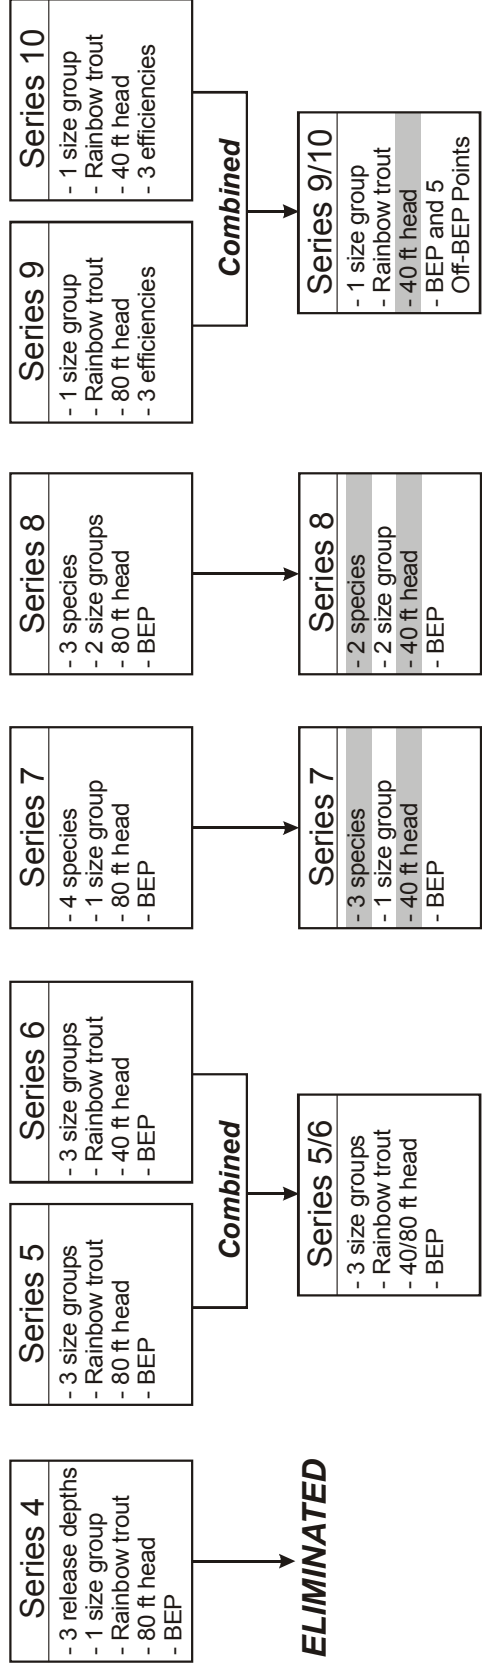 Series 4
- 3 release depths
- 1 size group
- Rainbow trout
- 80 ft head
- BEP
ELIMINATED
Series 5
- 3 size groups
- Rainbow trout
- 80 ft head
- BEP
Series 6
- 3 size groups
- Rainbow trout
- 40 ft head
- BEP
Combined
Series 5/6
- 3 size groups
- Rainbow trout
- 40/80 ft head
- BEP
Series 7
- 4 species
- 1 size group
- 80 ft head
- BEP
Series 7
- 3 species
- 1 size group
- 40 ft head
- BEP
Series 8
- 3 species
- 2 size groups
- 80 ft head
- BEP
Series 8
- 2 species
- 2 size group
- 40 ft head
- BEP
Series 9
- 1 size group
- Rainbow trout
- 80 ft head
- 3 efficiencies
Series 10
- 1 size group
- Rainbow trout
- 40 ft head
- 3 efficiencies
Combined
Series 9/10
- 1 size group
- Rainbow trout
- 40 ft head
- BEP and 5
Off-BEP Points